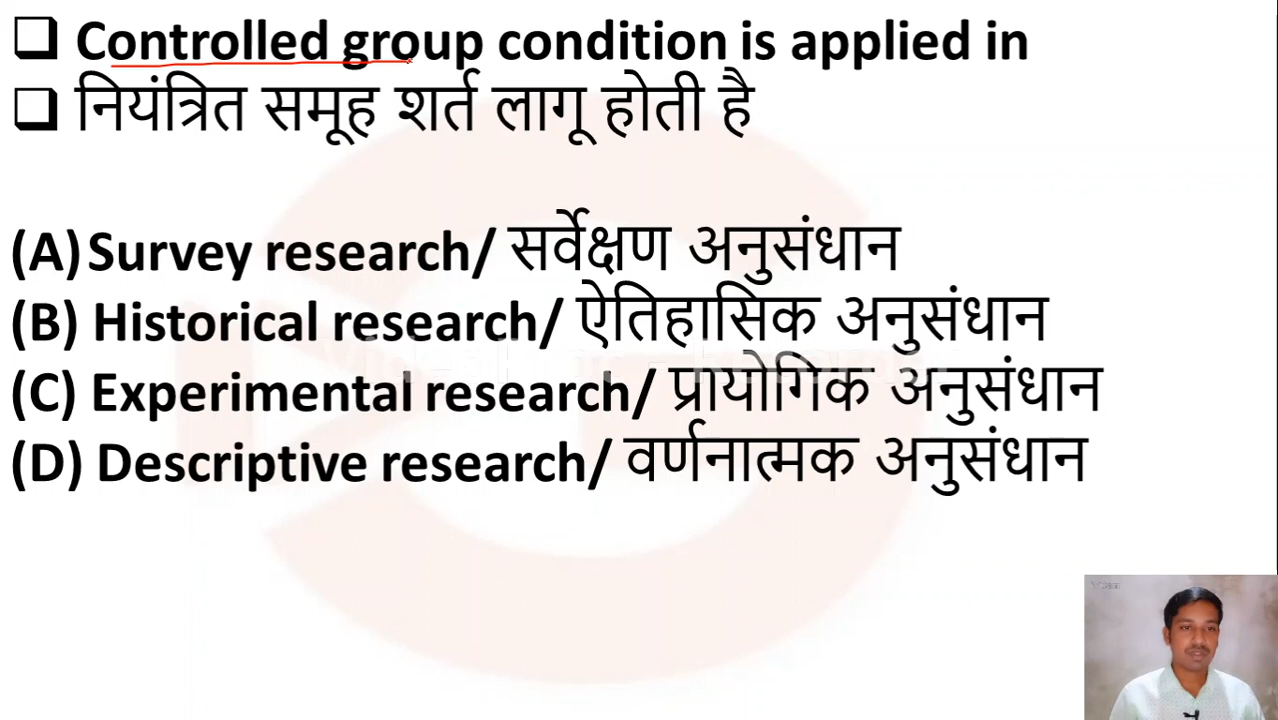 ❑ Controlled group condition is applied in
❑ नियंत्रित समूह शर्त लागू होती है
(A) Survey research/ सर्वेक्षण अनुसंधान
(B) Historical research/ ऐतिहासिक अनुसंधान
(C) Experimental research/ प्रायोगिक अनुसंधान
(D) Descriptive research/ वर्णनात्मक अनुसंधान